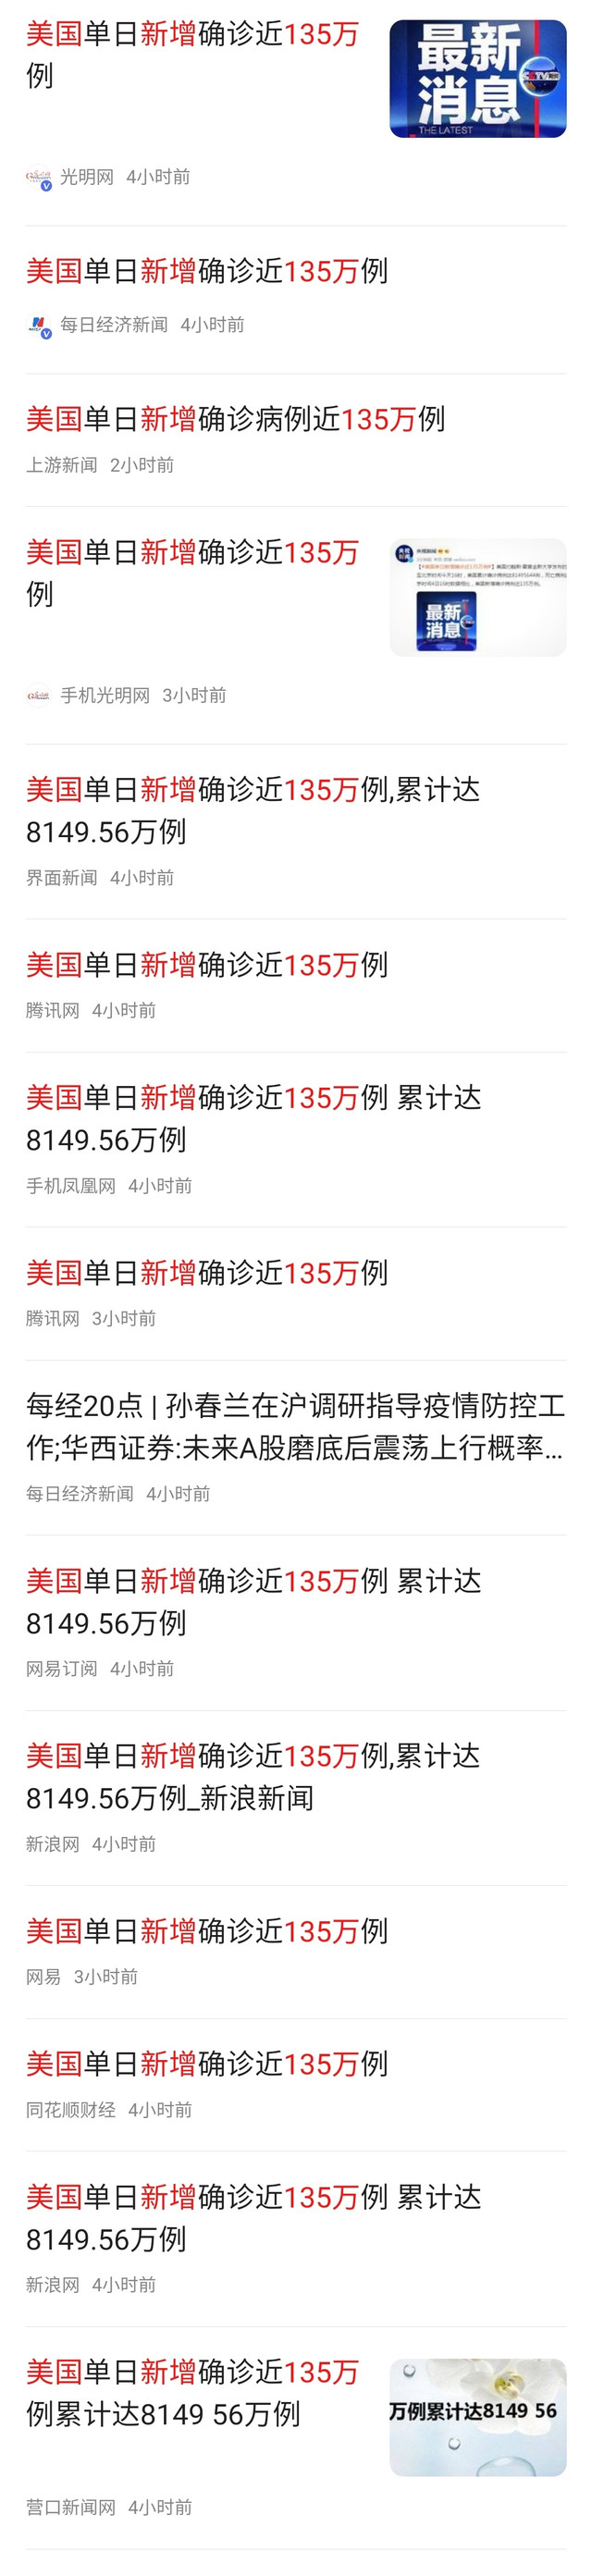 美国单日新增确诊近135万
例
最新
消息
CCTV
THE LATEST
光明网 4小时前
美国单日新增确诊近135万例
每日经济新闻 4小时前
美国单日新增确诊病例近135万例
上游新闻 2小时前
美国单日新增确诊近135万
例
最新
消息
手机光明网 3小时前
美国单日新增确诊近135万例,累计达
8149.56万例
界面新闻 4小时前
美国单日新增确诊近135万例
腾讯网 4小时前
美国单日新增确诊近135万例 累计达
8149.56万例
手机凤凰网 4小时前
美国单日新增确诊近135万例
腾讯网 3小时前
每经20点 | 孙春兰在沪调研指导疫情防控工
作;华西证券:未来A股磨底后震荡上行概率...
每日经济新闻 4小时前
美国单日新增确诊近135万例 累计达
8149.56万例
网易订阅 4小时前
美国单日新增确诊近135万例,累计达
8149.56万例_新浪新闻
新浪网 4小时前
美国单日新增确诊近135万例
网易 3小时前
美国单日新增确诊近135万例
同花顺财经 4小时前
美国单日新增确诊近135万例 累计达
8149.56万例
新浪网 4小时前
美国单日新增确诊近135万
例累计达8149 56万例
万例累计达8149 56
营口新闻网 4小时前